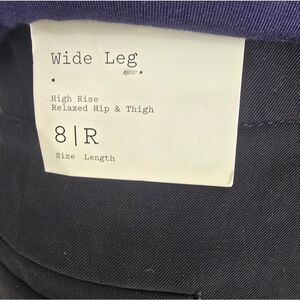 Wide Leg
High Rise
Relaxed Hip & Thigh
8|R
Size Length